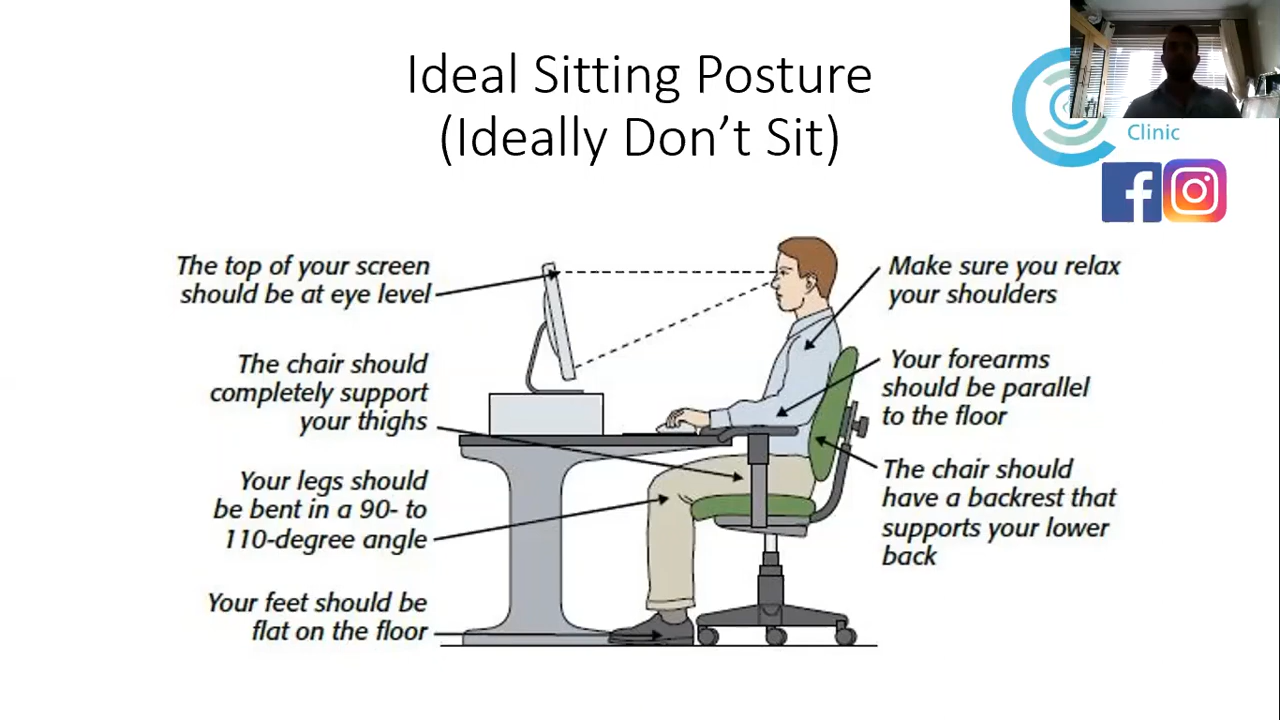 deal Sitting Posture
(Ideally Don't Sit)
Clinic
The top of your screen
should be at eye level
The chair should
completely support
your thighs
Your legs should
be bent in a 90- to
110-degree angle
Your feet should be
flat on the floor
Make sure you relax
your shoulders
Your forearms
should be parallel
to the floor
The chair should
have a backrest that
supports your lower
back